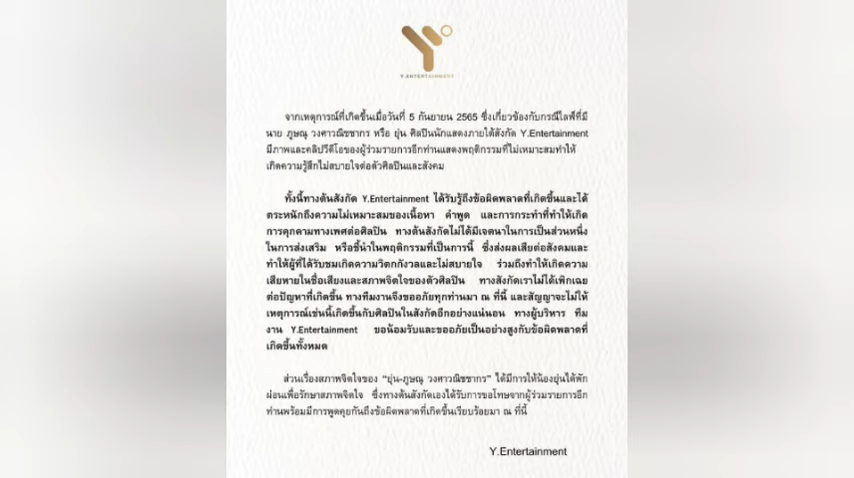 Y.ENTERTAINMENT
จากเหตุการณ์ที่เกิดขึ้นเมื่อวันที่ 5 กันยายน 2565 ซึ่งเกี่ยวข้องกับกรณีไลฟ์ที่มี
นาย ภูษณุ วงศาวณิชชากร หรือ ยุ่น ศิลปินนักแสดงภายใต้สังกัด Y.Entertainment
มีภาพและคลิปวีดีโอของผู้ร่วมรายการอีกท่านแสดงพฤติกรรมที่ไม่เหมาะสมทำให้
เกิดความรู้สึกไม่สบายใจต่อตัวศิลปินและสังคม
ทั้งนี้ทางต้นสังกัด Y.Entertainment ได้รับรู้ถึงข้อผิดพลาดที่เกิดขึ้นและได้
ตระหนักถึงความไม่เหมาะสมของเนื้อหา คำพูด และการกระทำที่ทำให้เกิด
การคุกคามทางเพศต่อศิลปิน ทางต้นสังกัดไม่ได้มีเจตนาในการเป็นส่วนหนึ่ง
ในการส่งเสริม หรือชี้นำในพฤติกรรมที่เป็นการนี้ ซึ่งส่งผลเสียต่อสังคมและ
ทำให้ผู้ที่ได้รับชมเกิดความวิตกกังวลและไม่สบายใจ ร่วมถึงทำให้เกิดความ
เสียหายในชื่อเสียงและสภาพจิตใจของตัวศิลปิน ทางสังกัดเราไม่ได้เพิกเฉย
ต่อปัญหาที่เกิดขึ้น ทางทีมงานจึงขออภัยทุกท่านมา ณ ที่นี้ และสัญญาจะไม่ให้
เหตุการณ์เช่นนี้เกิดขึ้นกับศิลปินในสังกัดอีกอย่างแน่นอน ทางผู้บริหาร ทีม
งาน Y.Entertainment ขอน้อมรับและขออภัยเป็นอย่างสูงกับข้อผิดพลาดที่
เกิดขึ้นทั้งหมด
ส่วนเรื่องสภาพจิตใจของ "ยุ่น-ภูษณุ วงศาวณิชชากร" ได้มีการให้น้องยุ่นได้พัก
ผ่อนเพื่อรักษาสภาพจิตใจ ซึ่งทางต้นสังกัดเองได้รับการขอโทษจากผู้ร่วมรายการอีก
ท่านพร้อมมีการพูดคุยกันถึงข้อผิดพลาดที่เกิดขึ้นเรียบร้อยมา ณ ที่นี้
Y.Entertainment